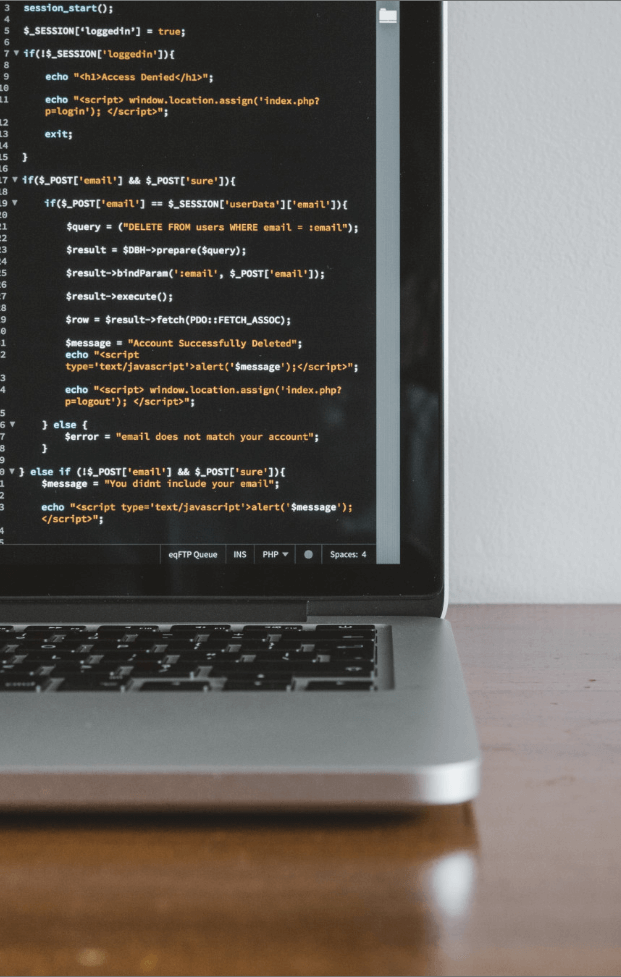 3 session_start();
4
5 $_SESSION['loggedin'] = true;
6
7 if(!$_SESSION['loggedin']){
8
9 echo "<h1>Access Denied</h1>";
10
11 echo "<script> window.location.assign('index.php?
p=login'); </script>";
12
13 exit;
14
15 }
16
17 if($_POST['email'] && $_POST['sure']){
18
19 if($_POST['email'] == $_SESSION['userData']['email']){
20
21 $query = ("DELETE FROM users WHERE email = :email");
22
23 $result = $DBH->prepare($query);
24
25 $result->bindParam(':email', $_POST['email']);
26
27 $result->execute();
28
29 $row = $result->fetch(PDO::FETCH_ASSOC);
0
1 $message = "Account Successfully Deleted";
2 echo "<script
type='text/javascript'>alert('$message');</script>";
3
4 echo "<script> window.location.assign('index.php?
p=logout'); </script>";
5
6 } else {
7 $error = "email does not match your account";
8 }
9
0 } else if (!$_POST['email'] && $_POST['sure']){
1 $message = "You didnt include your email";
2
3 echo "<script type='text/javascript'>alert('$message');
</script>";
4
5
eqFTP Queue INS PHP Spaces: 4